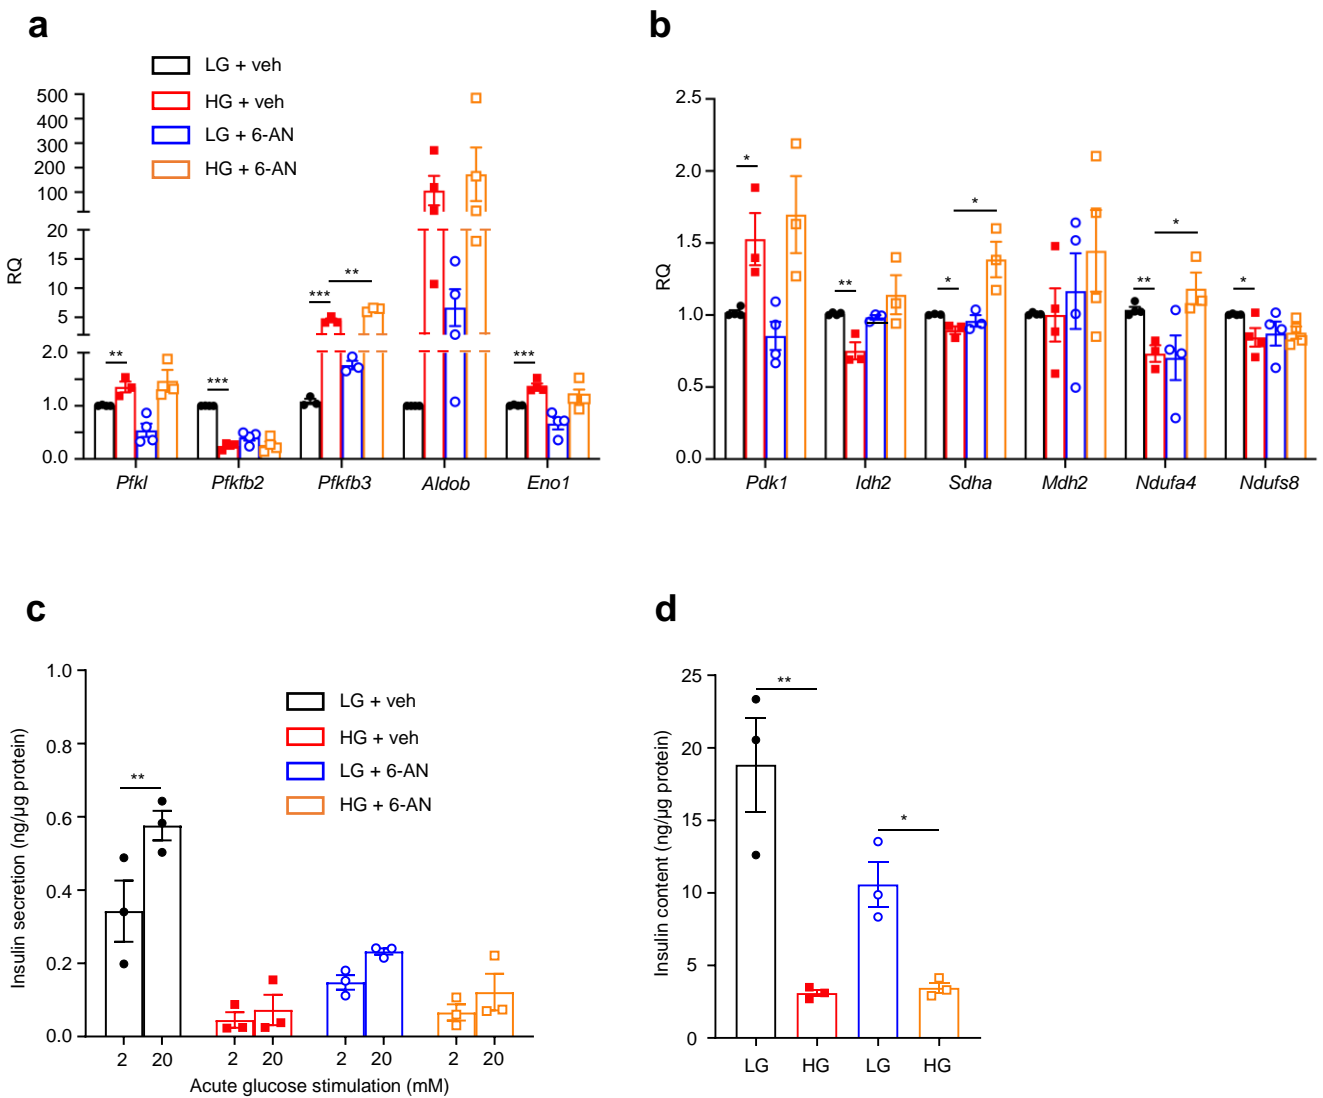 a
LG + veh
HG + veh
LG + 6-AN
HG + 6-AN
RQ
500
400
300
200
100
20
15
10
5
2.0
1.0
0.0
**
***
***
**
***
Pfkl Pfkfb2 Pfkfb3 Aldob Eno1
b
RQ
2.5
2.0
1.5
1.0
0.5
0.0
*
**
*
*
**
*
*
Pdk1 Idh2 Sdha Mdh2 Ndufa4 Ndufs8
c
Insulin secretion (ng/µg protein)
1.0
0.8
0.6
0.4
0.2
0.0
LG + veh
HG + veh
LG + 6-AN
HG + 6-AN
**
2 20 2 20 2 20 2 20
Acute glucose stimulation (mM)
d
Insulin content (ng/µg protein)
25
20
15
10
5
0
**
*
LG HG LG HG